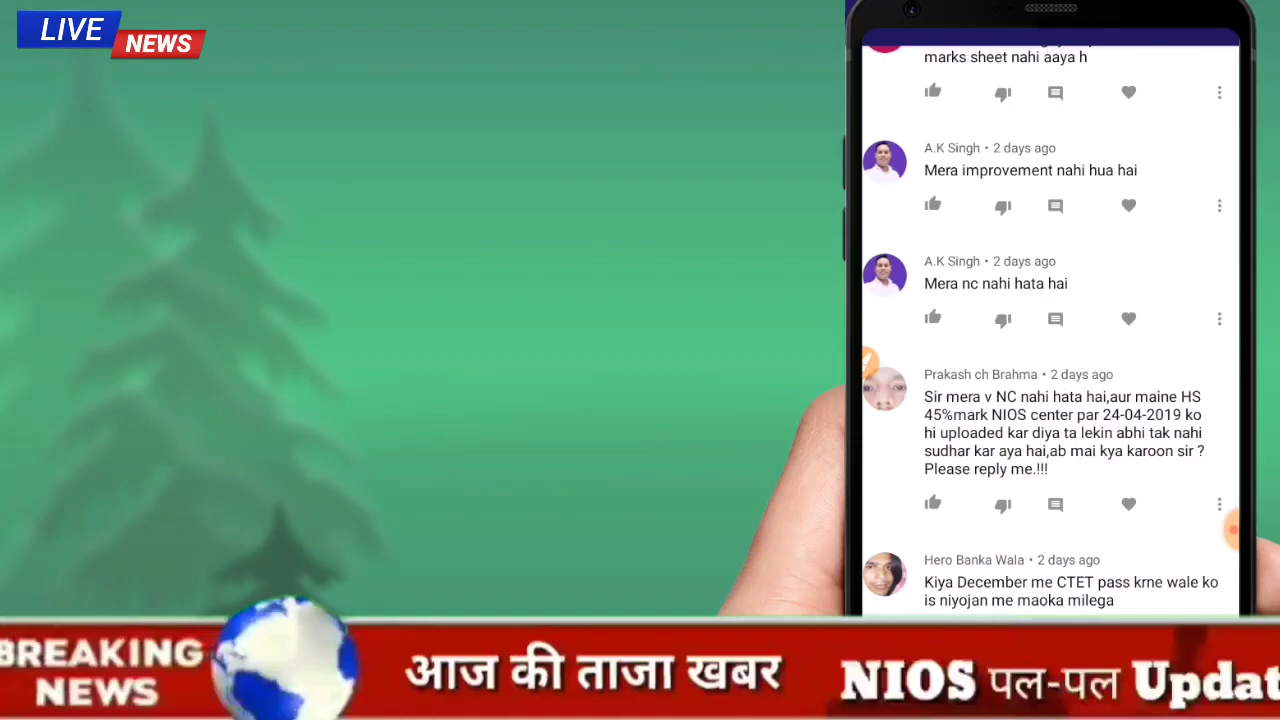 LIVE
NEWS
marks sheet nahi aaya h
A.K Singh • 2 days ago
Mera improvement nahi hua hai
A.K Singh • 2 days ago
Mera nc nahi hata hai
Prakash ch Brahma • 2 days ago
Sir mera v NC nahi hata hai,aur maine HS
45%mark NIOS center par 24-04-2019 ko
hi uploaded kar diya ta lekin abhi tak nahi
sudhar kar aya hai,ab mai kya karoon sir ?
Please reply me.!!!
Hero Banka Wala • 2 days ago
Kiya December me CTET pass krne wale ko
is niyojan me maoka milega
BREAKING
NEWS
आज की ताजा खबर
NIOS पल-पल Updat